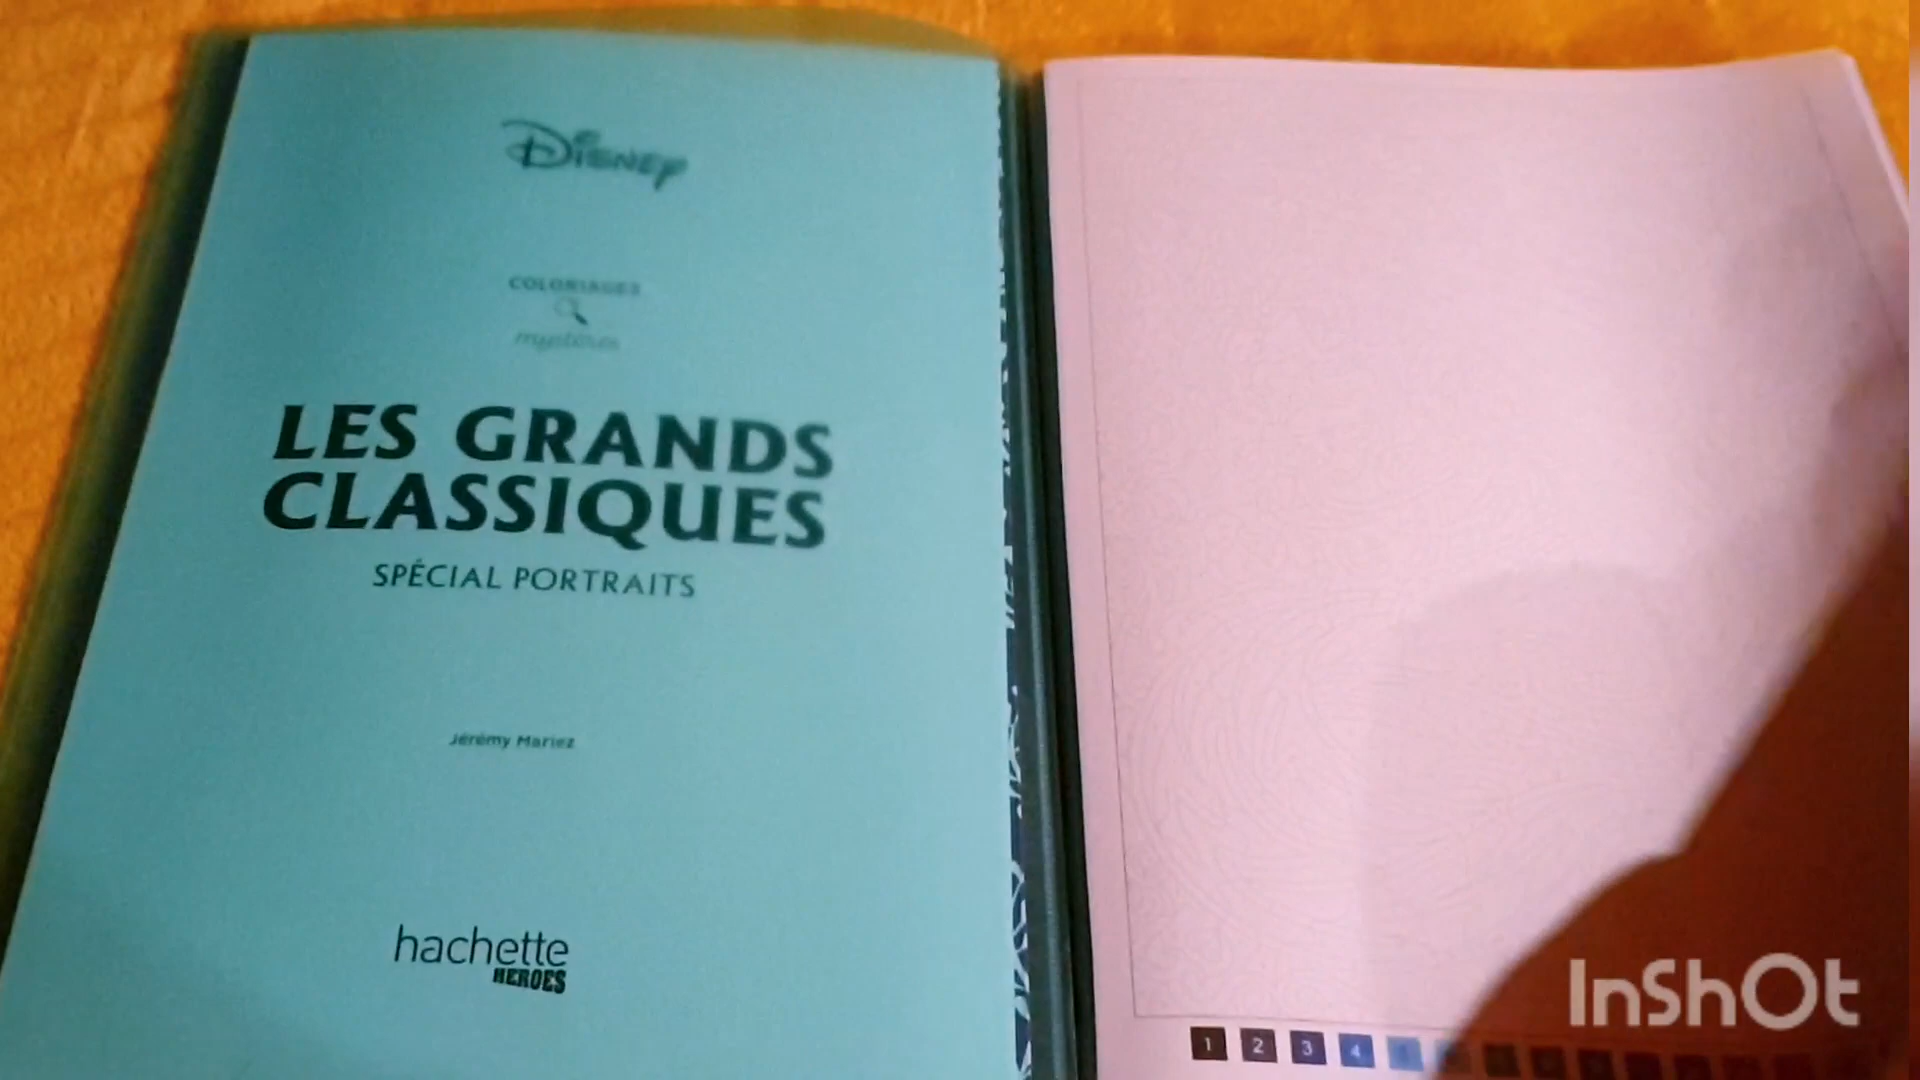 Disney
COLORIAGES
mystères
LES GRANDS
CLASSIQUES
SPÉCIAL PORTRAITS
Jérémy Mariez
hachette
HEROES
1 2 3 4
InShOt